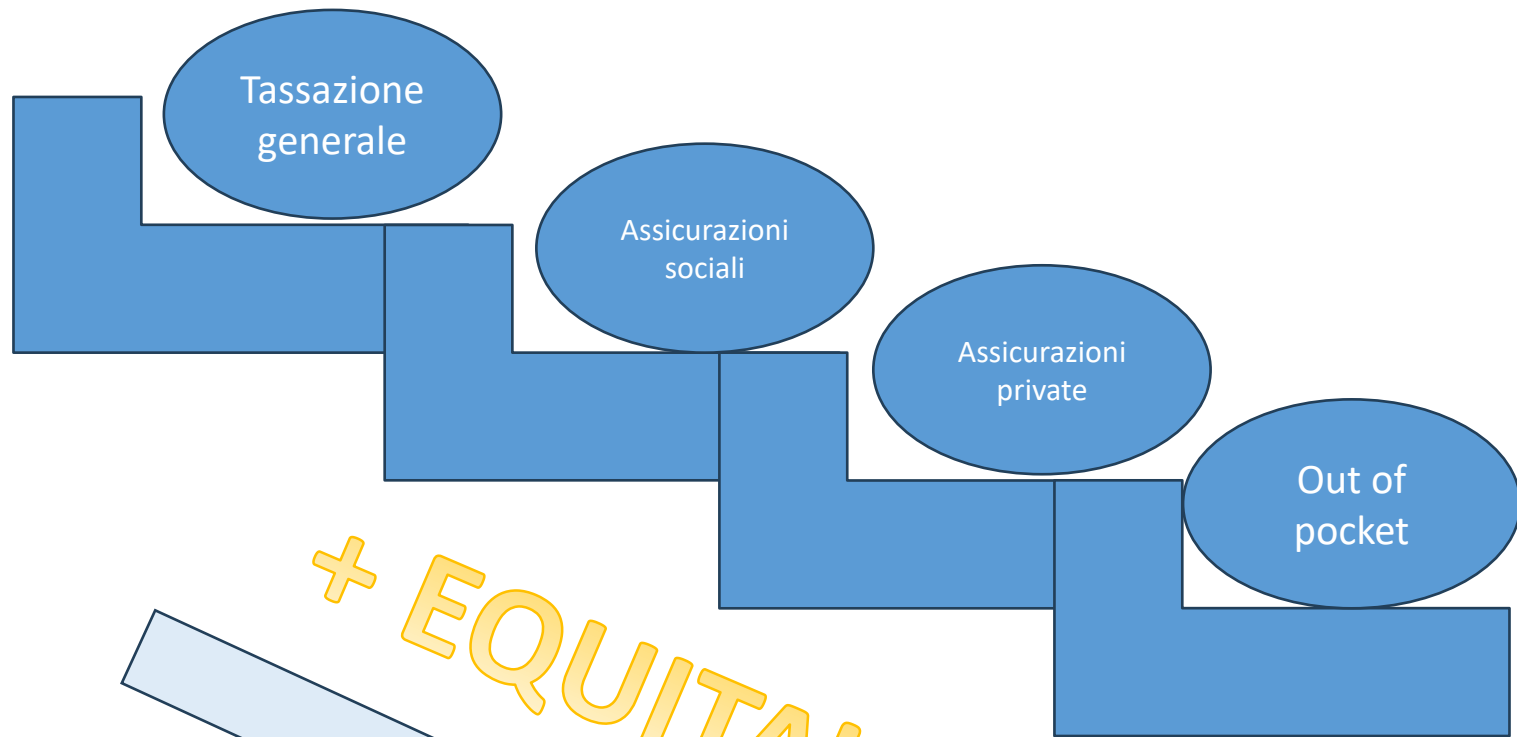 Tassazione
generale
Assicurazioni
sociali
Assicurazioni
private
Out of
pocket
+ EQUITA'